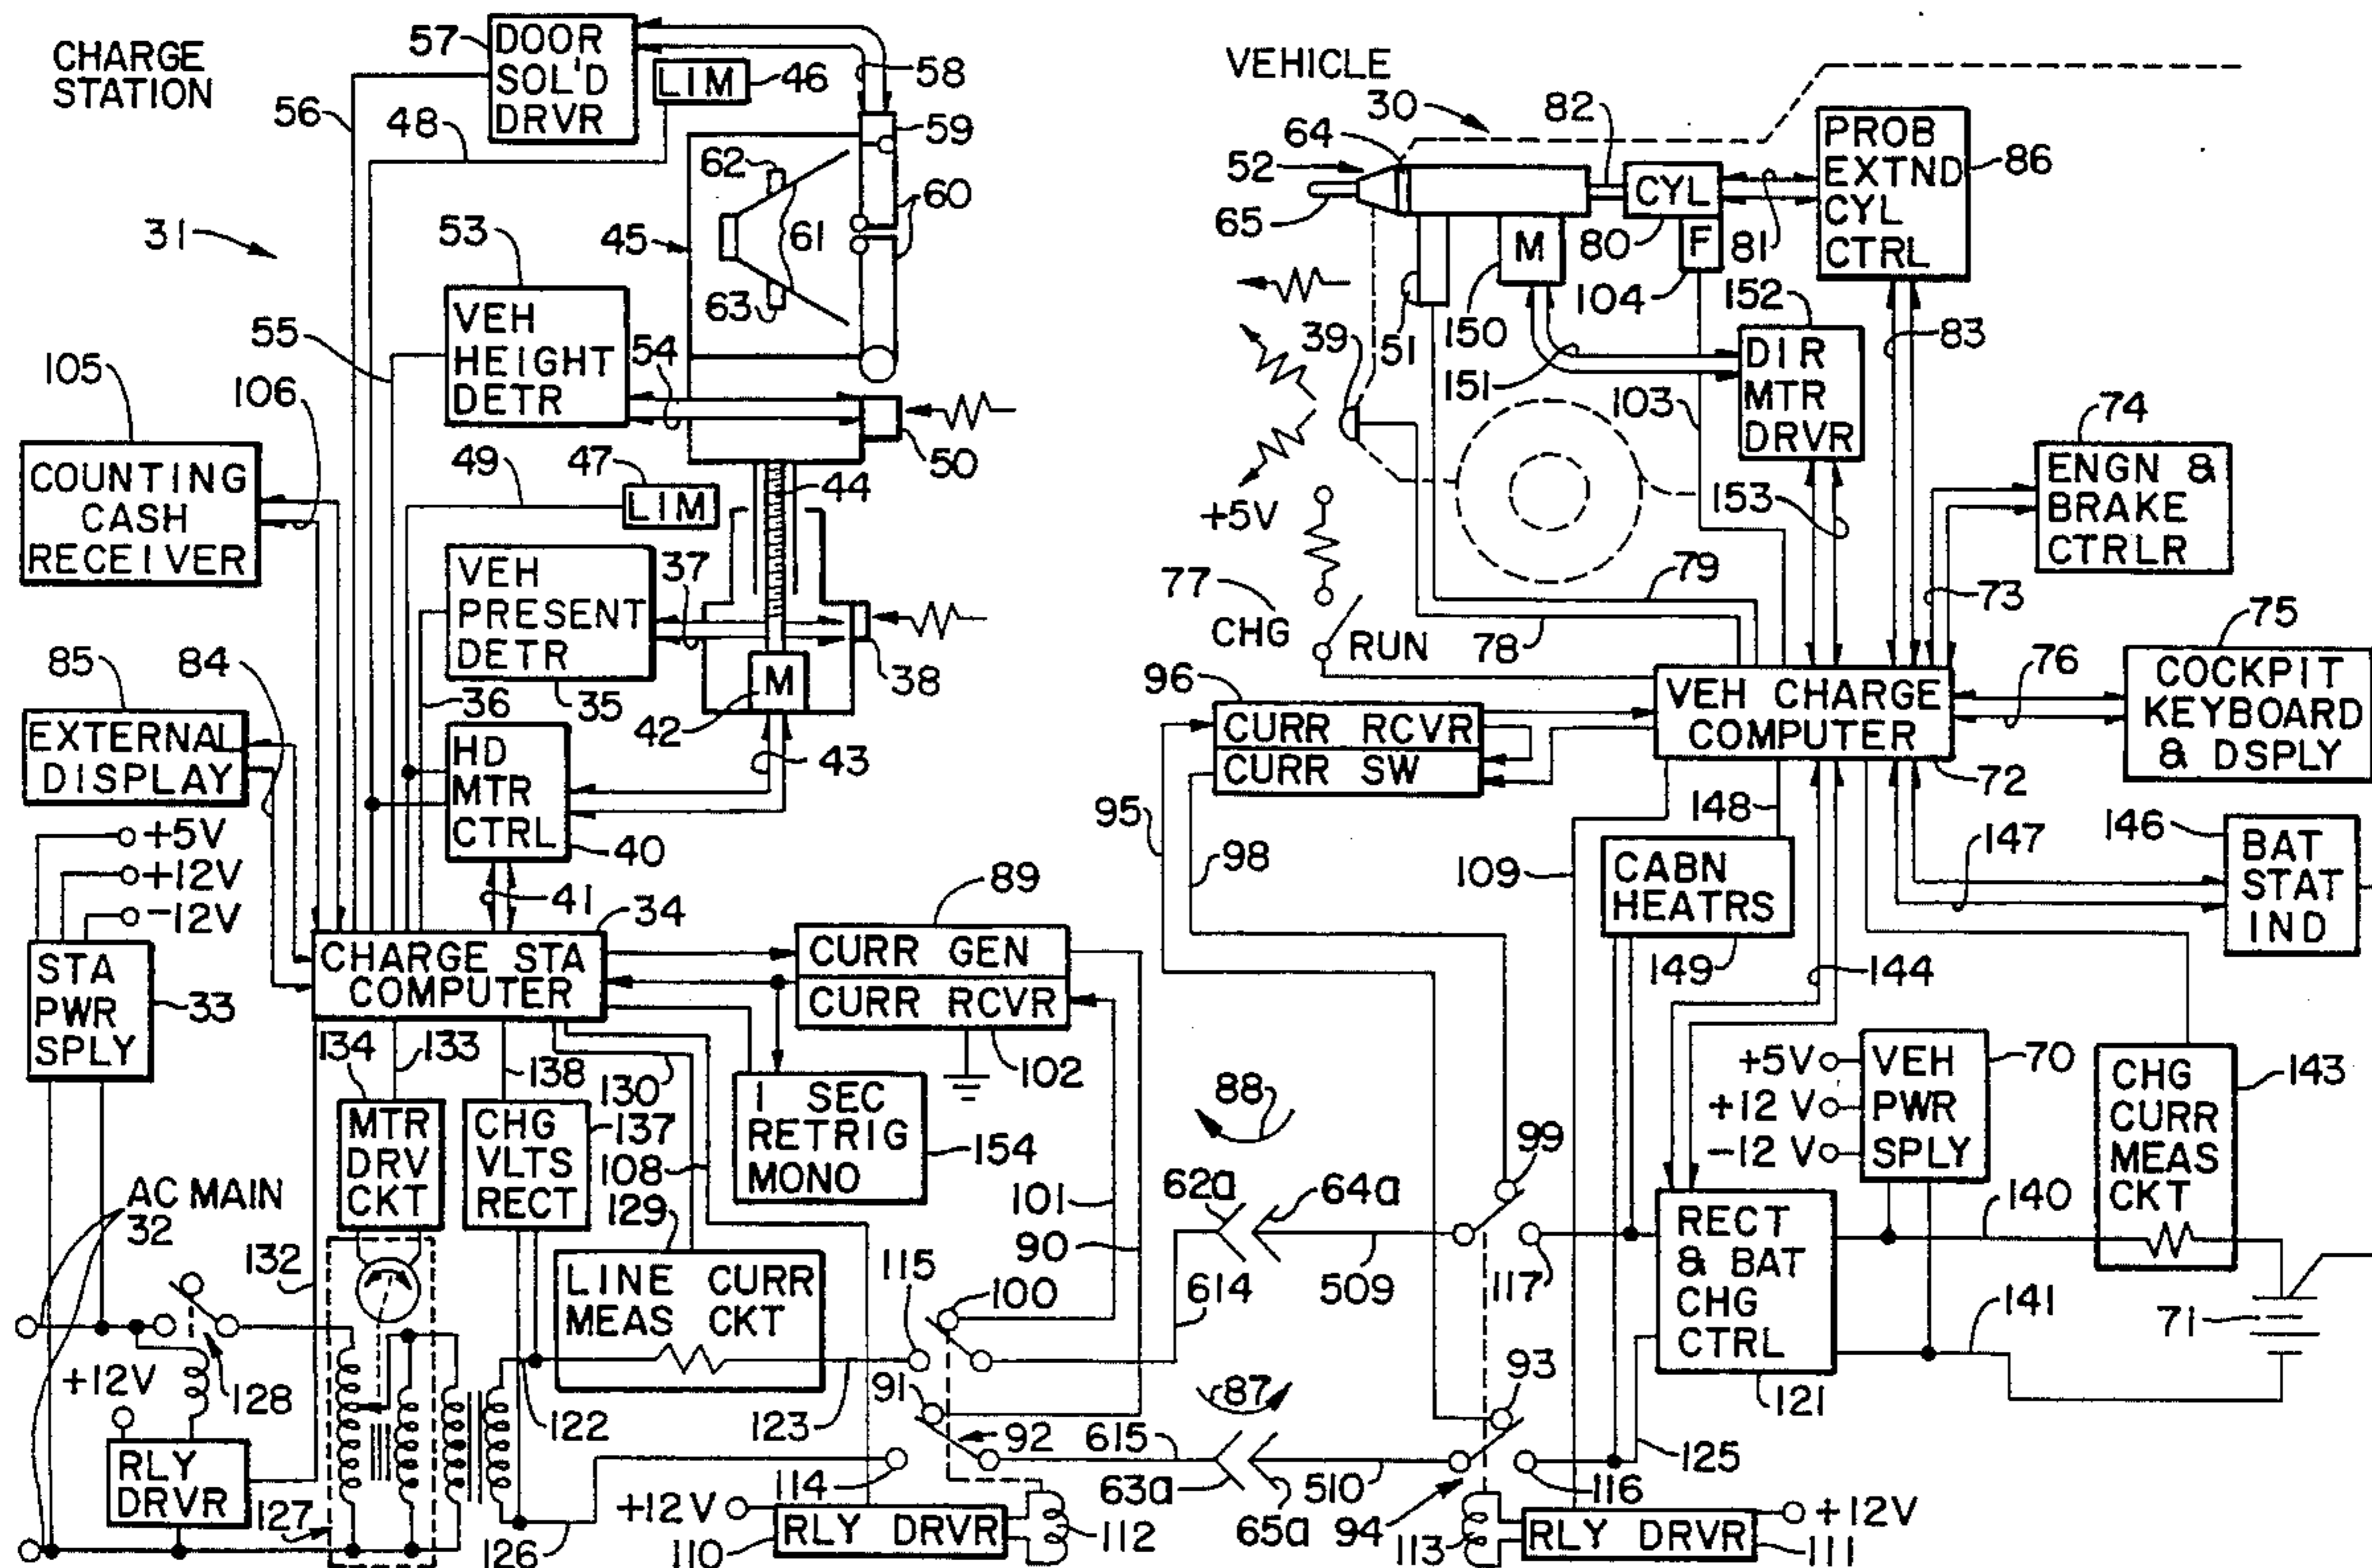 CHARGE
STATION
57
DOOR
SOL'D
DRVR
58
LIM
46
56
48
59
62
60
61
63
45
31
53
VEH
HEIGHT
DETR
54
55
105
106
COUNTING
CASH
RECEIVER
49
47
LIM
44
50
VEH
PRESENT
DETR
37
38
36
35
M
42
43
85
84
EXTERNAL
DISPLAY
HD
MTR
CTRL
40
41
34
+5V
+12V
-12V
STA
PWR
SPLY
33
CHARGE STA
COMPUTER
89
CURR GEN
CURR RCVR
102
134
133
138
130
MTR
DRV
CKT
CHG
VLTS
RECT
137
108
129
1 SEC
RETRIG
MONO
154
101
90
AC MAIN
32
132
LINE CURR
MEAS CKT
115
100
+12V
128
RLY
DRVR
127
122
123
91
92
114
126
+12V
RLY DRVR
110
112
VEHICLE
30
64
82
52
65
CYL
80
81
PROB
EXTND
CYL
CTRL
86
M
F
51
150
104
152
39
151
103
DIR
MTR
DRVR
83
153
74
ENGN &
BRAKE
CTRLR
73
+5V
77
CHG
RUN
79
78
75
76
COCKPIT
KEYBOARD
& DSPLY
96
CURR RCVR
CURR SW
VEH CHARGE
COMPUTER
72
95
98
148
109
CABN
HEATRS
149
144
146
147
BAT
STAT
IND
+5V
+12 V
-12 V
VEH
PWR
SPLY
70
CHG
CURR
MEAS
CKT
143
88
62a
64a
99
614
509
117
RECT
& BAT
CHG
CTRL
121
140
141
71
87
93
615
63a
510
65a
94
116
125
113
RLY DRVR
+12V
111